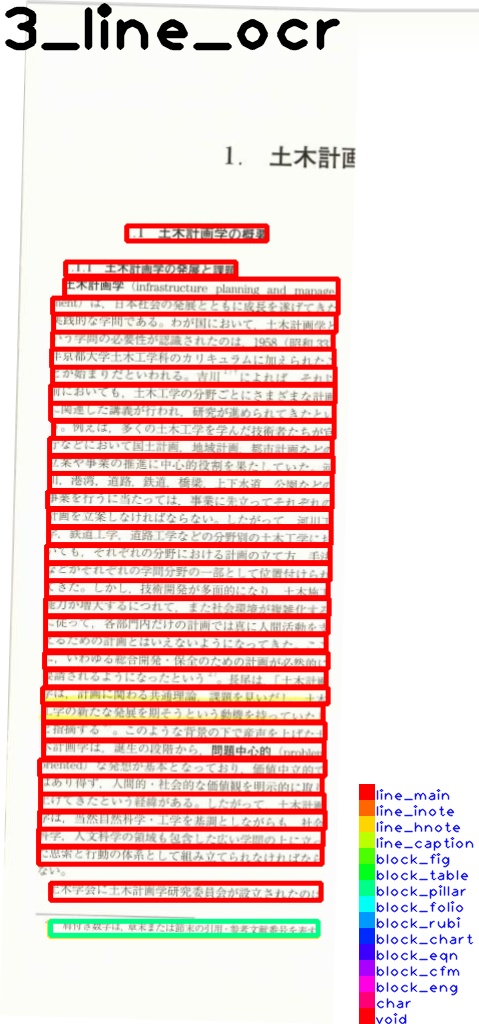 3_line_ocr
1. 土木計画
.1 土木計画学の概要
.1.1 土木計画学の発展と課題
土木計画学 (infrastructure planning and manage
ment) は，日本社会の発展とともに成長を遂げてきた
実践的な学問である。わが国において，土木計画学と
いう学問の必要性が認識されたのは，1958 (昭和 33
年京都大学土木工学科のカリキュラムに加えられた
とが始まりだといわれる。吉川 によれば，それ
前においても，土木工学の分野ごとにさまざまな計画
に関連した講義が行われ，研究が進められてきたとい
。例えば，多くの土木工学を学んだ技術者たちが官
庁などにおいて国土計画，地域計画，都市計画などの
業や事業の推進に中心的役割を果たしていた。
川，港湾，道路，鉄道，橋梁，上下水道，公園などの
事業を行うに当たっては，事業に先立ってそれぞれの
計画を立案しなければならない。したがって，河川工
学，鉄道工学，道路工学などの分野別の土木工学にお
いても，それぞれの分野における計画の立て方，手法
などがそれぞれの学問分野の一部として位置付けられ
てきた。しかし，技術開発が多面的になり，土木施
能力が増大するにつれて，また社会環境が複雑化する
に従って，各部門内だけの計画では真に人間活動をす
るための計画とはいえないようになってきた。
，いわゆる総合開発・保全のための計画が必然的に
要請されるようになったという 。長尾は「土木計画
学は，計画に関わる共通理論，課題を見いだし，土木
工学の新たな発展を期そうという動機を持っていた
と指摘する 。このような背景の下で産声を上げた土
木計画学は，誕生の段階から，問題中心的 (problem
oriented) な発想が基本となっており，価値中立的で
はあり得ず，人間的・社会的な価値観を明示的に取り
上げてきたという経緯がある。したがって，土木計画
学は，当然自然科学・工学を基調としながらも，社会
科学，人文科学の領域も包含した広い学問の上に立
た思索と行動の体系として組み立てられなければなら
ない。
土木学会に土木計画学研究委員会が設立されたのは
肩付き数字は，章末または節末の引用・参考文献番号を表す
line_main
line_inote
line_hnote
line_caption
block_fig
block_table
block_pillar
block_folio
block_rubi
block_chart
block_eqn
block_cfm
block_eng
char
void